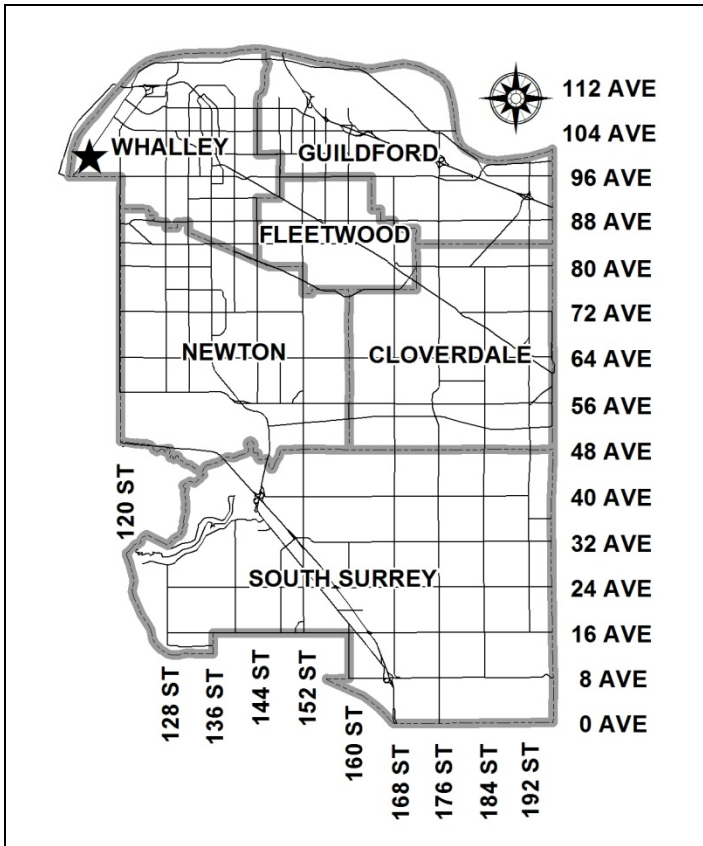 112 AVE
104 AVE
WHALLEY
GUILDFORD
96 AVE
88 AVE
FLEETWOOD
80 AVE
72 AVE
NEWTON
CLOVERDALE
64 AVE
56 AVE
48 AVE
120 ST
40 AVE
32 AVE
SOUTH SURREY
24 AVE
16 AVE
8 AVE
0 AVE
128 ST
136 ST
144 ST
152 ST
160 ST
168 ST
176 ST
184 ST
192 ST